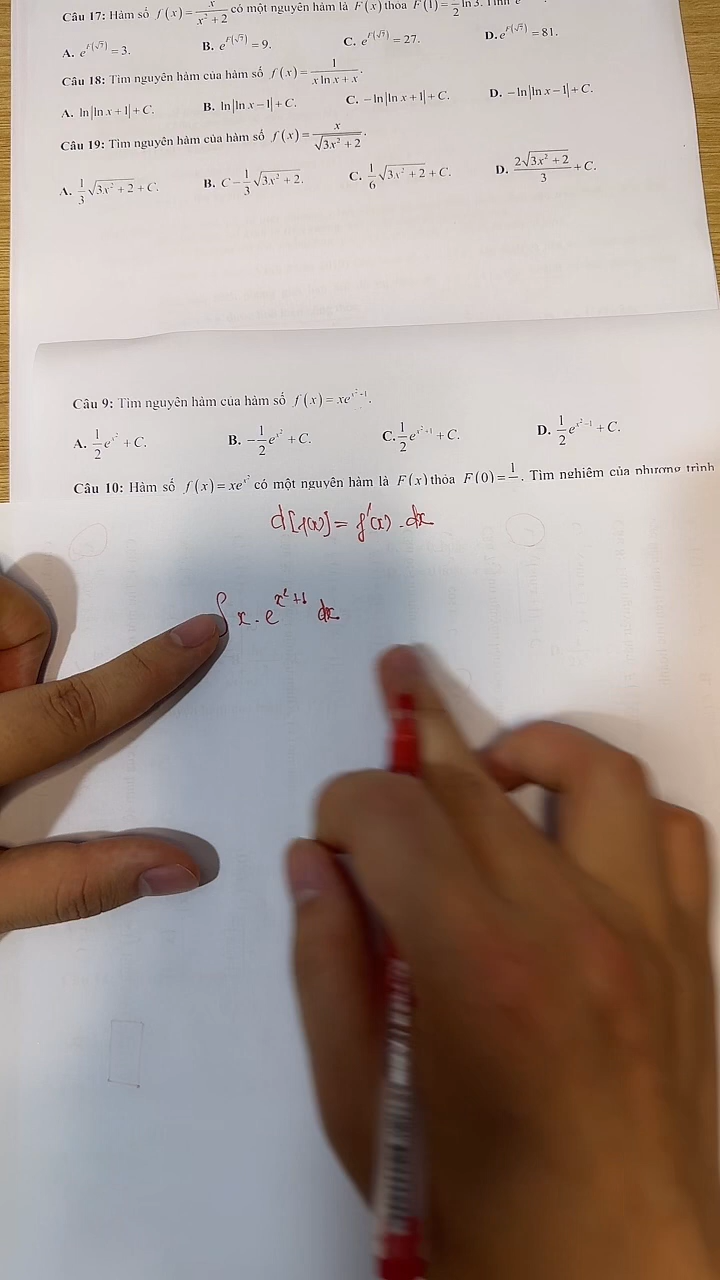 Câu 17: Hàm số f(x) = x/(x² + 2) có một nguyên hàm là F(x) thỏa F(1) = 1/2 ln 3. Tính e
A. e^{F(√7)} = 3. B. e^{F(√7)} = 9. C. e^{F(√7)} = 27. D. e^{F(√7)} = 81.
Câu 18: Tìm nguyên hàm của hàm số f(x) = 1/(x ln x + x).
A. ln|ln x + 1| + C. B. ln|ln x − 1| + C. C. −ln|ln x + 1| + C. D. −ln|ln x − 1| + C.
Câu 19: Tìm nguyên hàm của hàm số f(x) = x/√(3x² + 2).
A. 1/3 √(3x² + 2) + C. B. C − 1/3 √(3x² + 2). C. 1/6 √(3x² + 2) + C. D. 2√(3x² + 2)/3 + C.
Câu 9: Tìm nguyên hàm của hàm số f(x) = xe^{x²+1}.
A. 1/2 e^{x²} + C. B. −1/2 e^{x²} + C. C. 1/2 e^{x²+1} + C. D. 1/2 e^{x²−1} + C.
Câu 10: Hàm số f(x) = xe^{x²} có một nguyên hàm là F(x) thỏa F(0) = 1/ . Tìm nghiệm của phương trình
d[f(x)] = f'(x) . dx
∫ x . e^{x²+1} dx